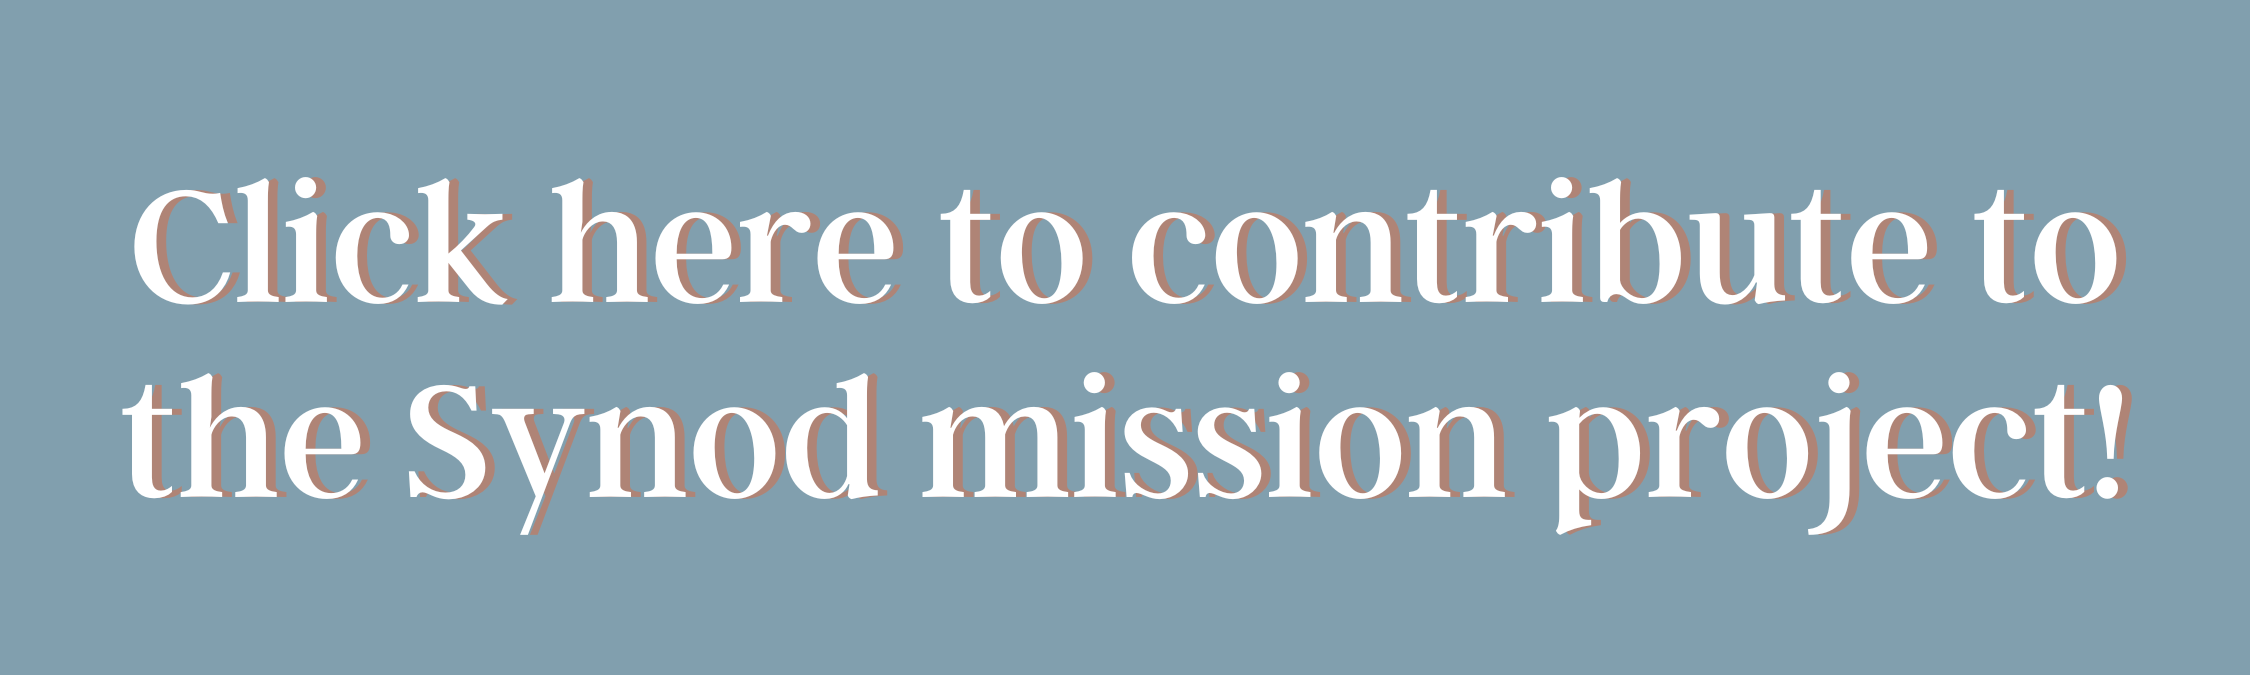 Click here to contribute to
the Synod mission project!